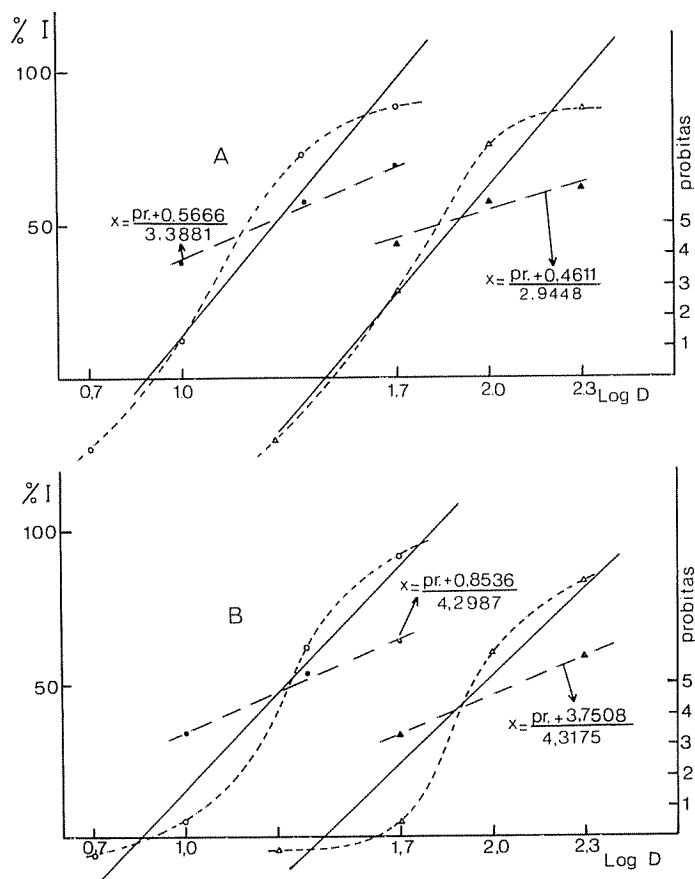 % I
100
50
A
x=pr.+0.5666
3.3881
x=pr.+0.4611
2.9448
probitas
5
4
3
2
1
0.7
1.0
1.7
2.0
2.3
Log D
% I
100
50
B
x=pr.+0,8536
4,2987
x=pr.+3.7508
4,3175
probitas
5
4
3
2
1
0,7
1,0
1,7
2,0
2,3
Log D